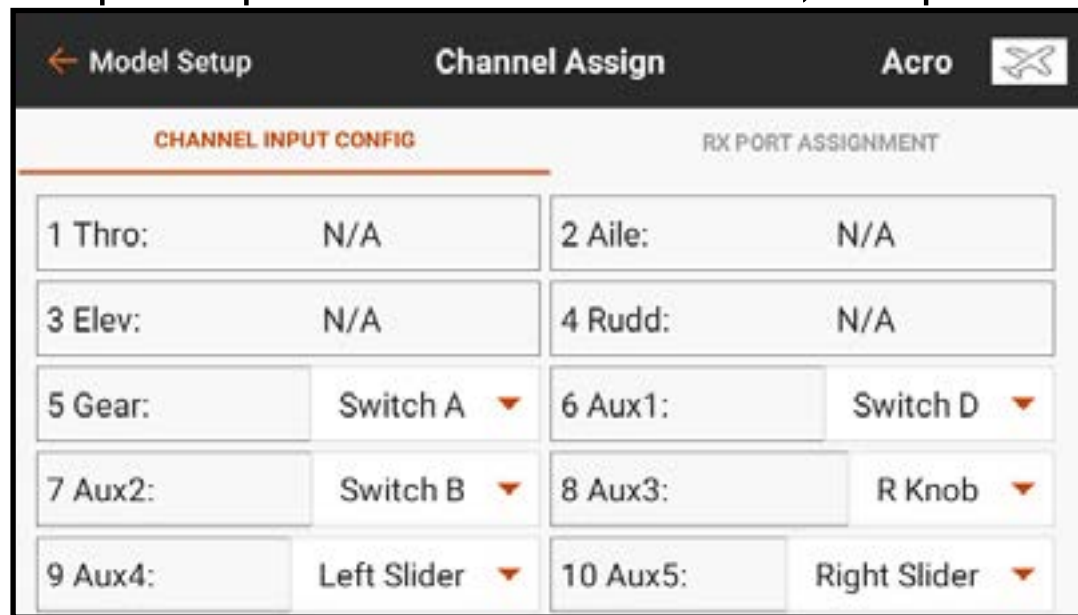 Model Setup Channel Assign Acro
CHANNEL INPUT CONFIG RX PORT ASSIGNMENT
1 Thro: N/A 2 Aile: N/A
3 Elev: N/A 4 Rudd: N/A
5 Gear: Switch A 6 Aux1: Switch D
7 Aux2: Switch B 8 Aux3: R Knob
9 Aux4: Left Slider 10 Aux5: Right Slider